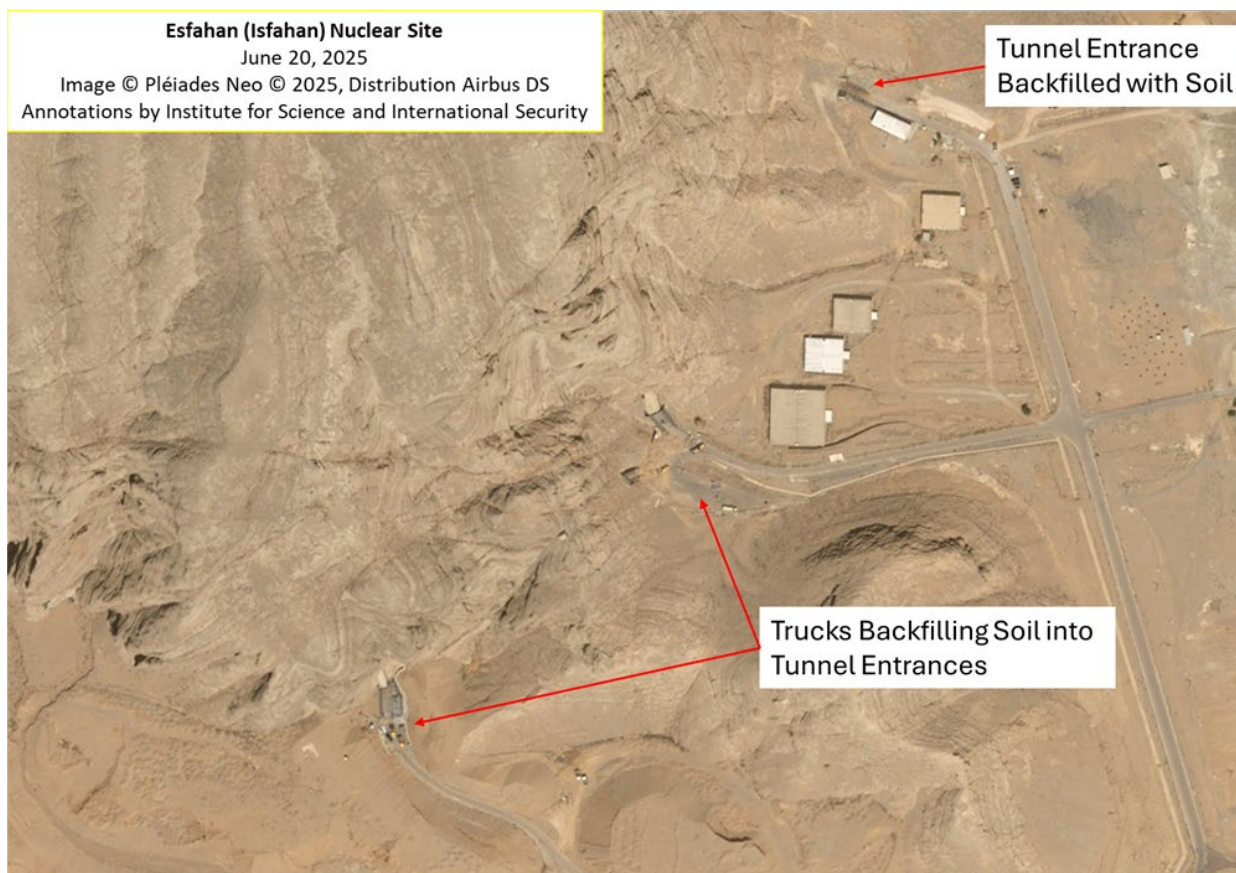 Esfahan (Isfahan) Nuclear Site
June 20, 2025
Image © Pléiades Neo © 2025, Distribution Airbus DS
Annotations by Institute for Science and International Security
Tunnel Entrance
Backfilled with Soil
Trucks Backfilling Soil into
Tunnel Entrances